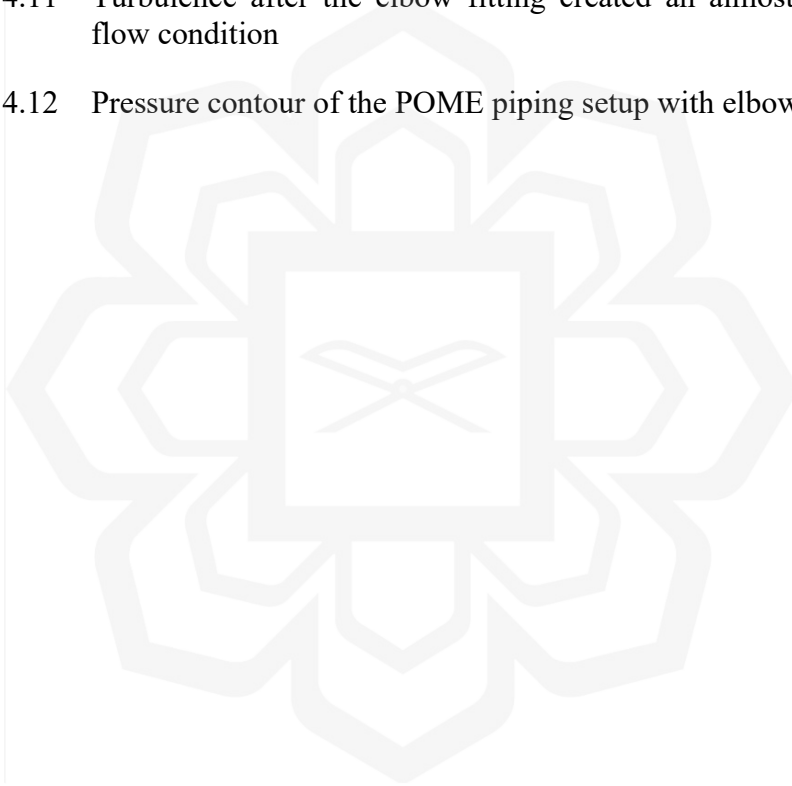 4.11 Turbulence after the elbow fitting created an almost
flow condition
4.12 Pressure contour of the POME piping setup with elbow